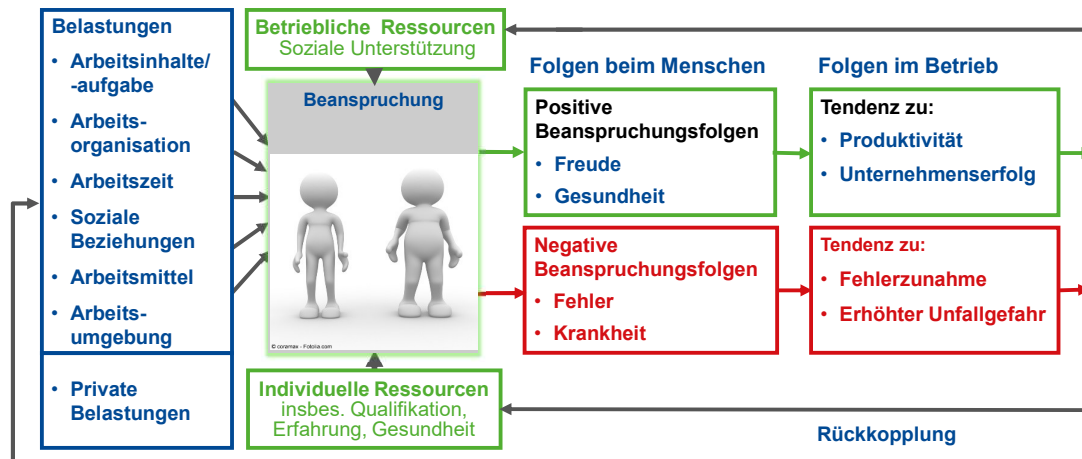 Belastungen
• Arbeitsinhalte/
-aufgabe
• Arbeits-
organisation
• Arbeitszeit
• Soziale
Beziehungen
• Arbeitsmittel
• Arbeits-
umgebung
• Private
Belastungen
Betriebliche Ressourcen
Soziale Unterstützung
Beanspruchung
© coramax - Fotolia.com
Individuelle Ressourcen
insbes. Qualifikation,
Erfahrung, Gesundheit
Folgen beim Menschen
Positive
Beanspruchungsfolgen
• Freude
• Gesundheit
Negative
Beanspruchungsfolgen
• Fehler
• Krankheit
Folgen im Betrieb
Tendenz zu:
• Produktivität
• Unternehmenserfolg
Tendenz zu:
• Fehlerzunahme
• Erhöhter Unfallgefahr
Rückkopplung